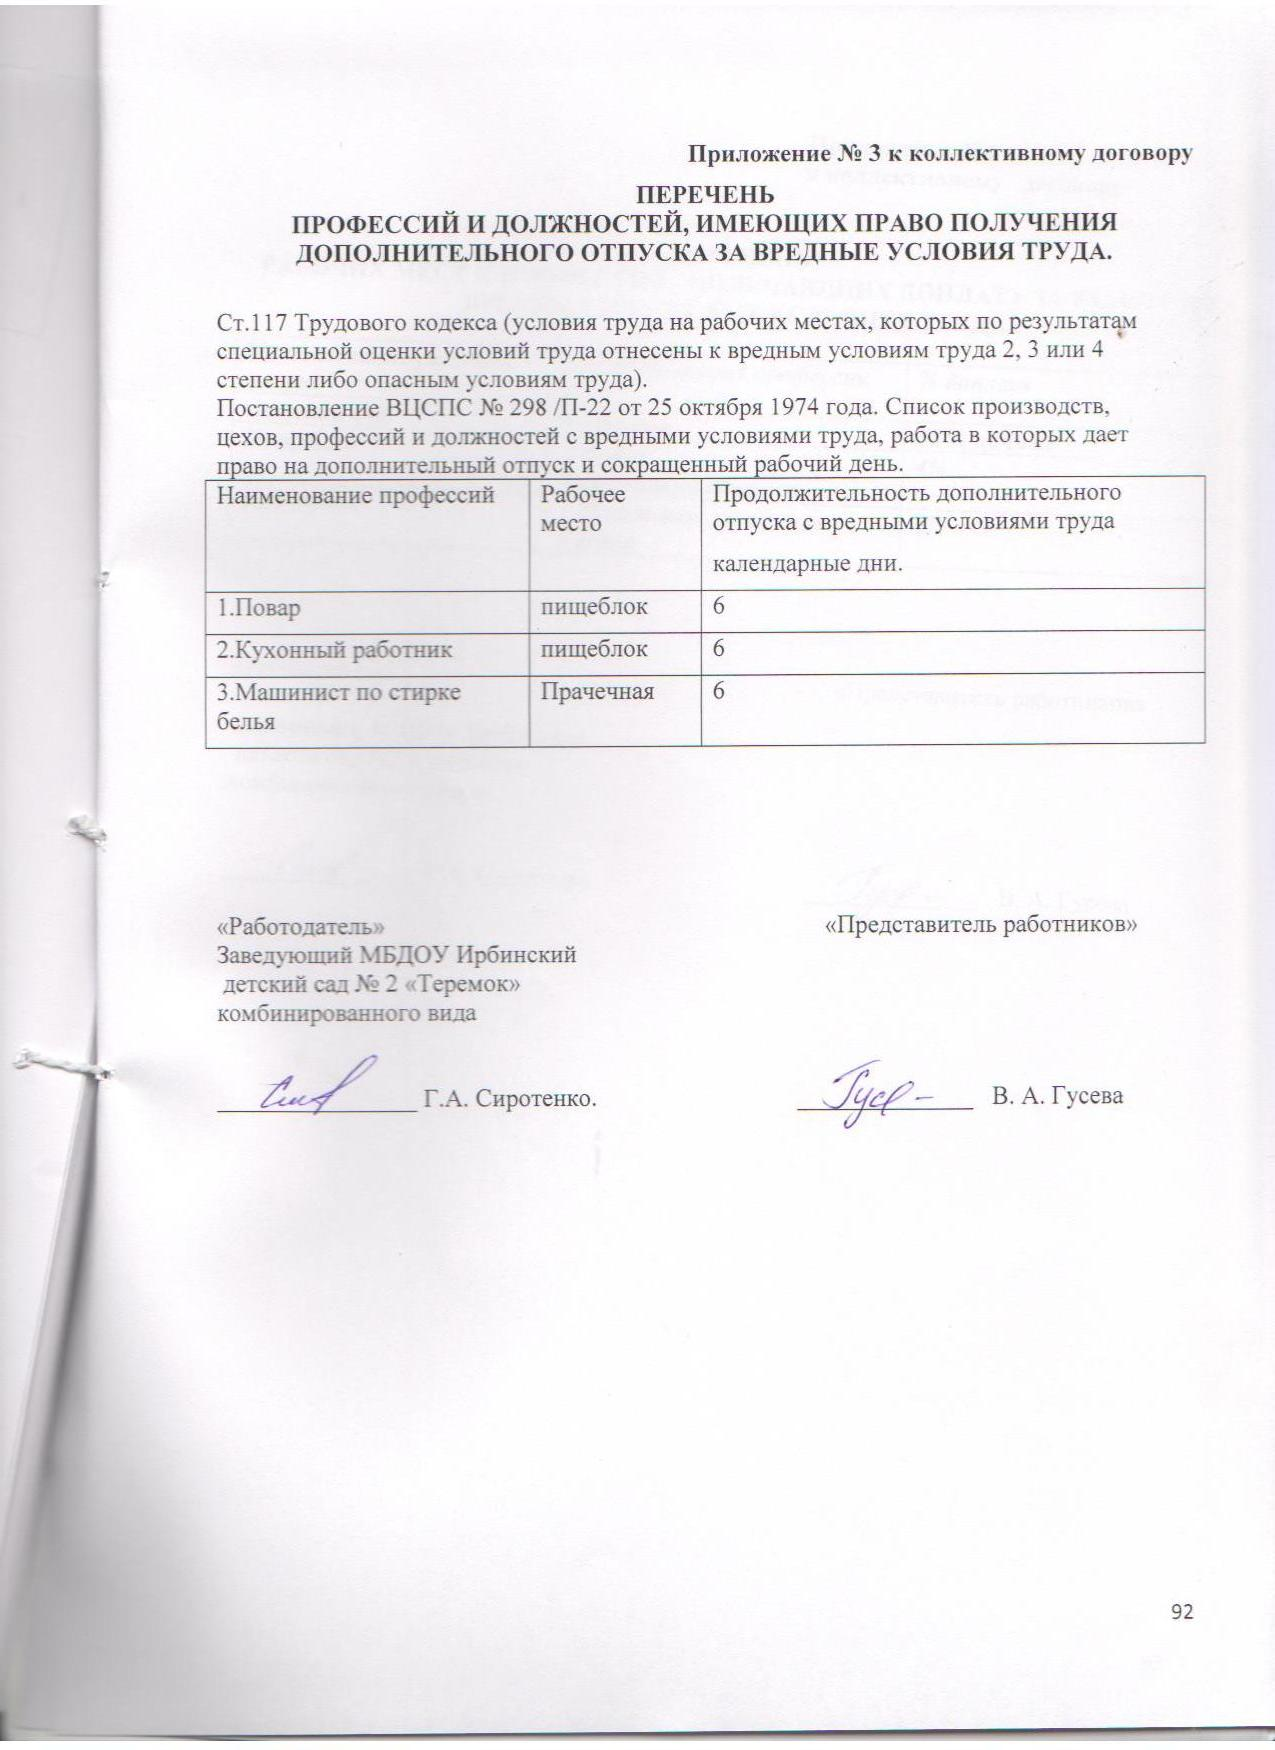 Приложение № 3 к коллективному договору
ПЕРЕЧЕНЬ
ПРОФЕССИЙ И ДОЛЖНОСТЕЙ, ИМЕЮЩИХ ПРАВО ПОЛУЧЕНИЯ
ДОПОЛНИТЕЛЬНОГО ОТПУСКА ЗА ВРЕДНЫЕ УСЛОВИЯ ТРУДА.
Ст.117 Трудового кодекса (условия труда на рабочих местах, которых по результатам
специальной оценки условий труда отнесены к вредным условиям труда 2, 3 или 4
степени либо опасным условиям труда).
Постановление ВЦСПС № 298 /П-22 от 25 октября 1974 года. Список производств,
цехов, профессий и должностей с вредными условиями труда, работа в которых дает
право на дополнительный отпуск и сокращенный рабочий день.
Наименование профессий
Рабочее
место
Продолжительность дополнительного
отпуска с вредными условиями труда
календарные дни.
1.Повар пищеблок 6
2.Кухонный работник пищеблок 6
3.Машинист по стирке
белья
Прачечная 6
«Работодатель»
Заведующий МБДОУ Ирбинский
детский сад № 2 «Теремок»
комбинированного вида
Г.А. Сиротенко.
«Представитель работников»
Гусе В. А. Гусева
92